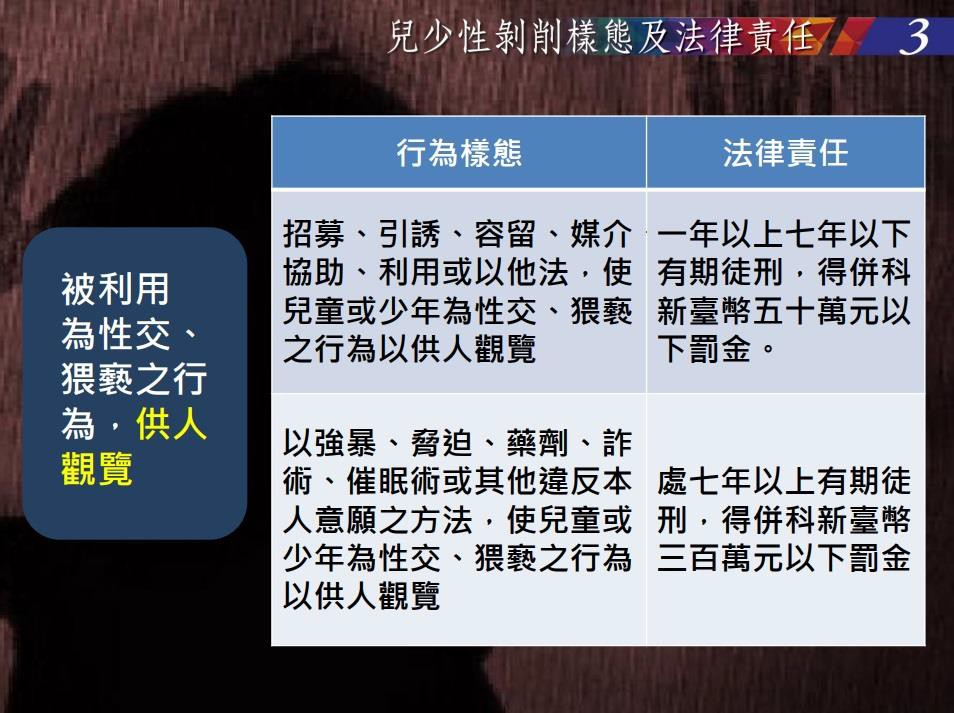 兒少性剝削樣態及法律責任 3
被利用
為性交、
猥褻之行
為，供人
觀覽
行為樣態
法律責任
招募、引誘、容留、媒介
協助、利用或以他法，使
兒童或少年為性交、猥褻
之行為以供人觀覽
一年以上七年以下
有期徒刑，得併科
新臺幣五十萬元以
下罰金。
以強暴、脅迫、藥劑、詐
術、催眠術或其他違反本
人意願之方法，使兒童或
少年為性交、猥褻之行為
以供人觀覽
處七年以上有期徒
刑，得併科新臺幣
三百萬元以下罰金